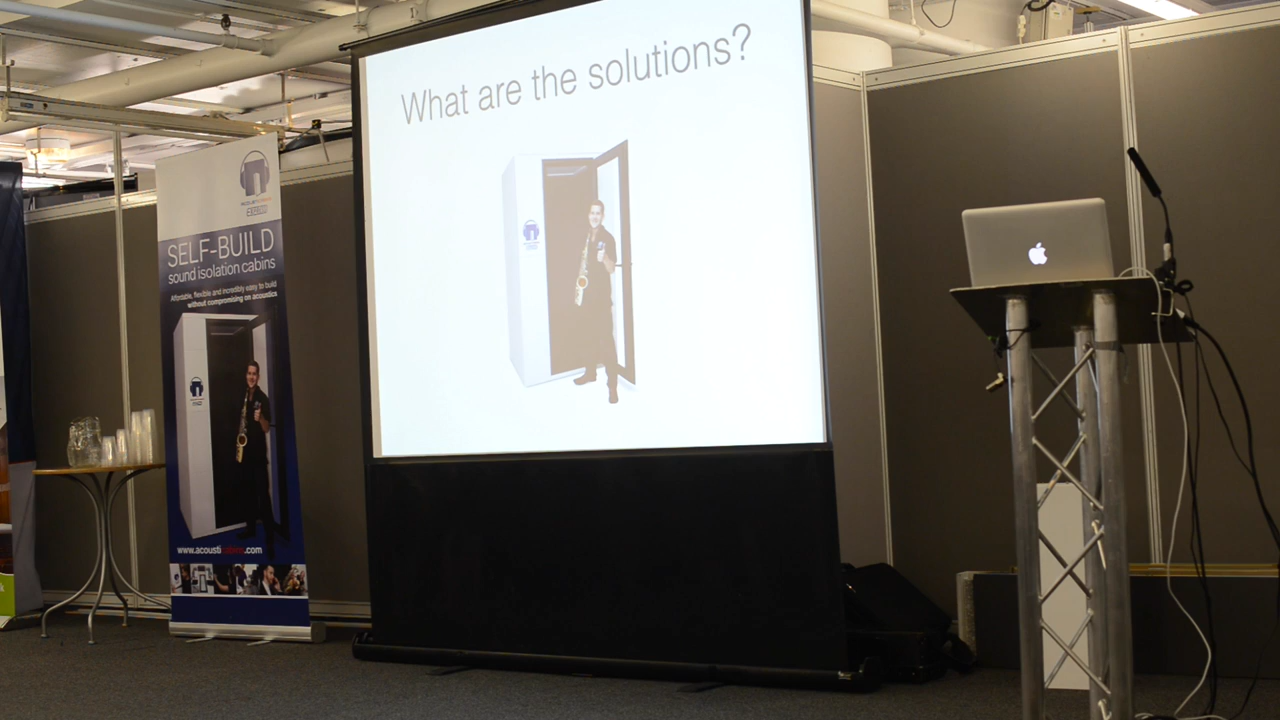 What are the solutions?
SELF-BUILD
sound isolation cabins
Affordable, flexible and incredibly easy to build
without compromising on acoustics
www.acousticabins.com